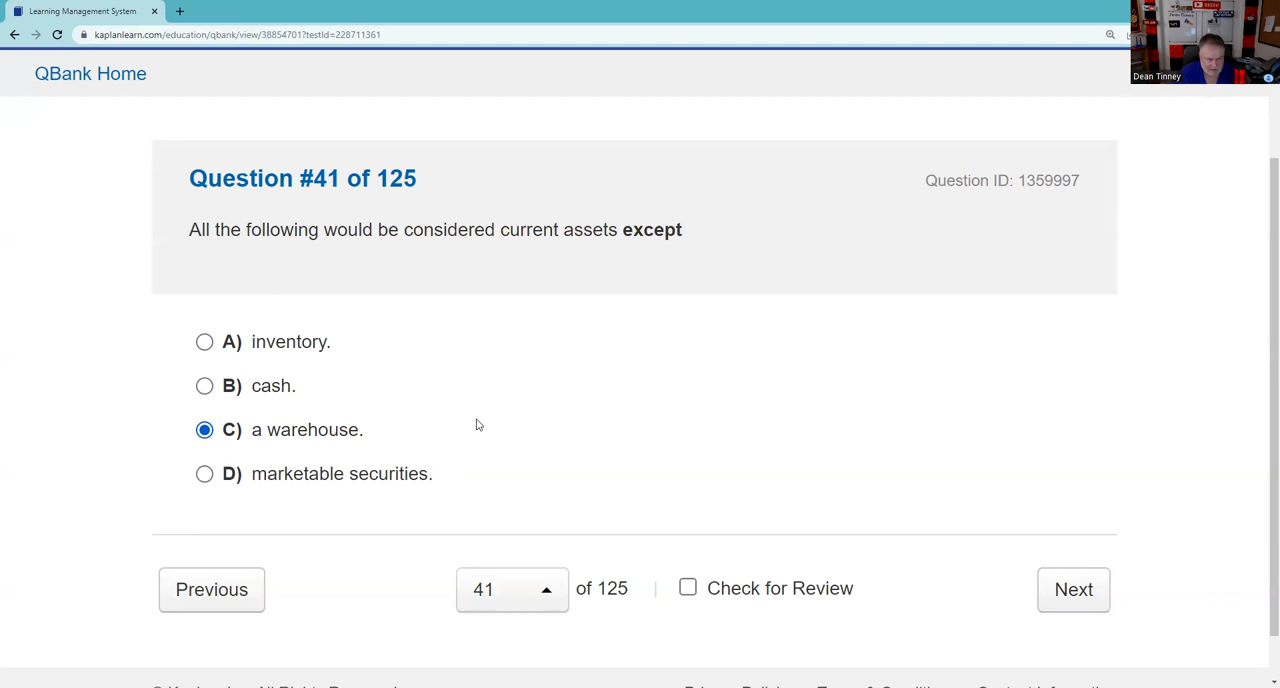 Learning Management System
kaplanlearn.com/education/qbank/view/38854701?testId=228711361
Dean Tinney
QBank Home
Question #41 of 125
Question ID: 1359997
All the following would be considered current assets except
A) inventory.
B) cash.
C) a warehouse.
D) marketable securities.
Previous
41 of 125
Check for Review
Next